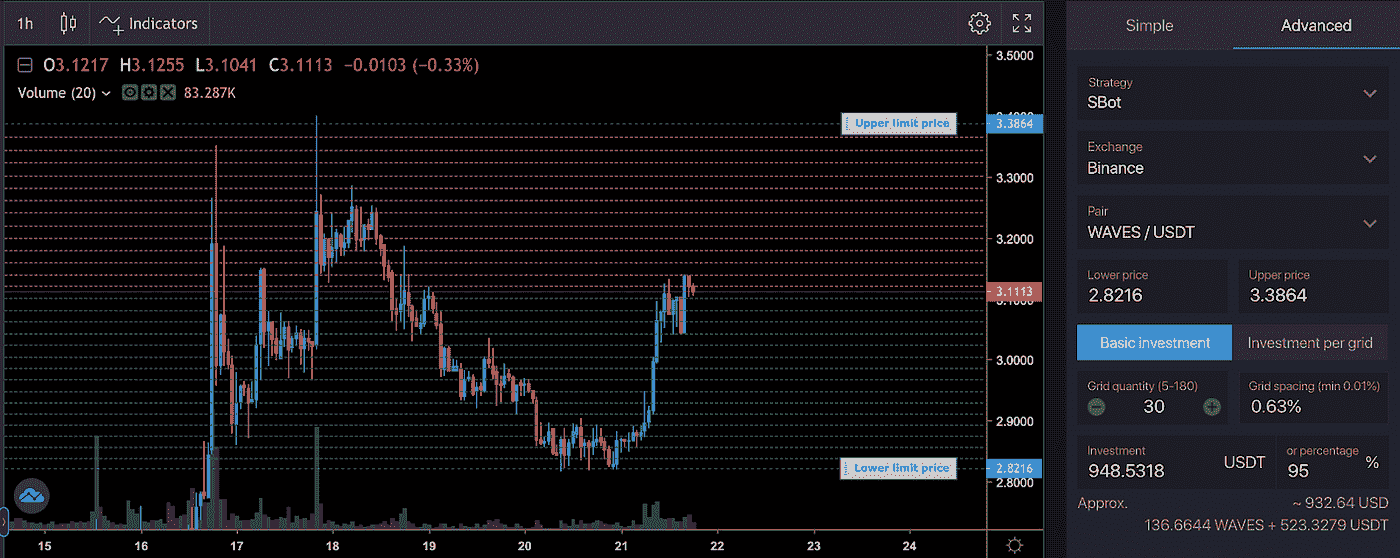 1h Indicators
O3.1217 H3.1255 L3.1041 C3.1113 −0.0103 (−0.33%)
Volume (20) 83.287K
3.5000
Upper limit price
3.3864
3.3000
3.2000
3.1113
3.1000
3.0000
2.9000
Lower limit price
2.8216
2.8000
15 16 17 18 19 20 21 22 23 24
Simple Advanced
Strategy
SBot
Exchange
Binance
Pair
WAVES / USDT
Lower price Upper price
2.8216 3.3864
Basic investment Investment per grid
Grid quantity (5-180) Grid spacing (min 0.01%)
30 0.63%
Investment or percentage
948.5318 USDT 95 %
Approx. ~ 932.64 USD
136.6644 WAVES + 523.3279 USDT